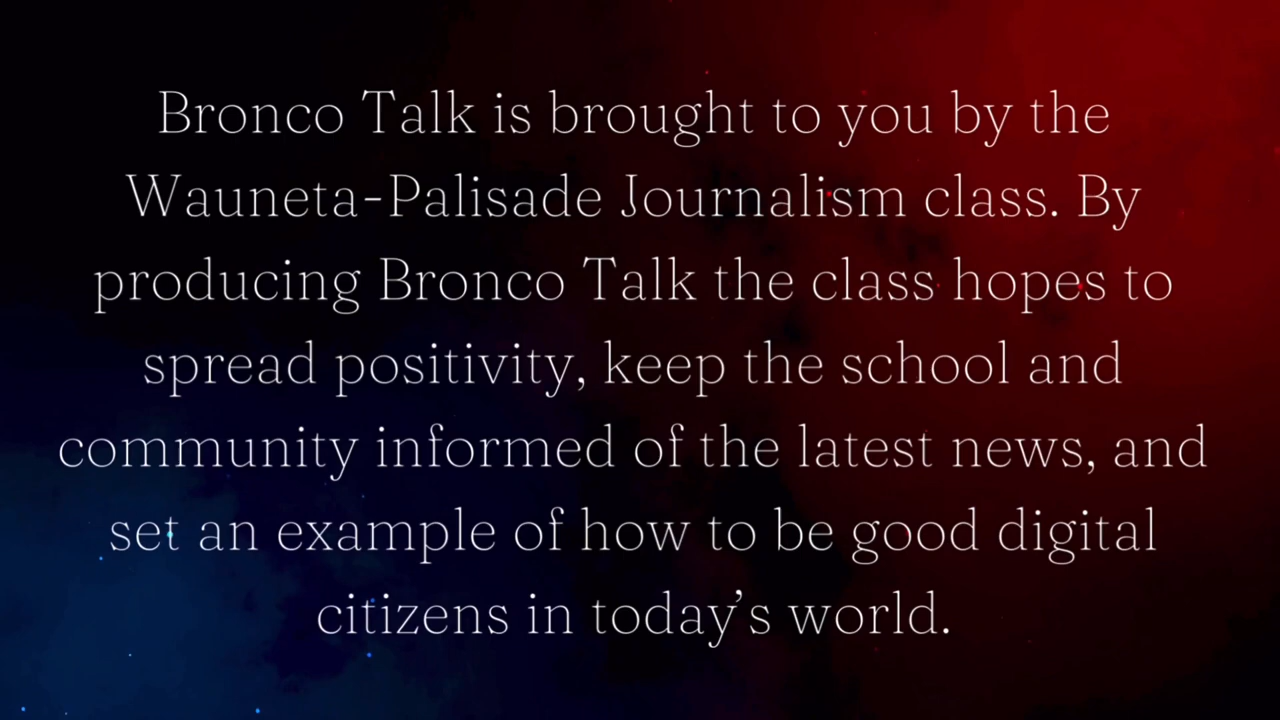 Bronco Talk is brought to you by the
Wauneta-Palisade Journalism class. By
producing Bronco Talk the class hopes to
spread positivity, keep the school and
community informed of the latest news, and
set an example of how to be good digital
citizens in today’s world.